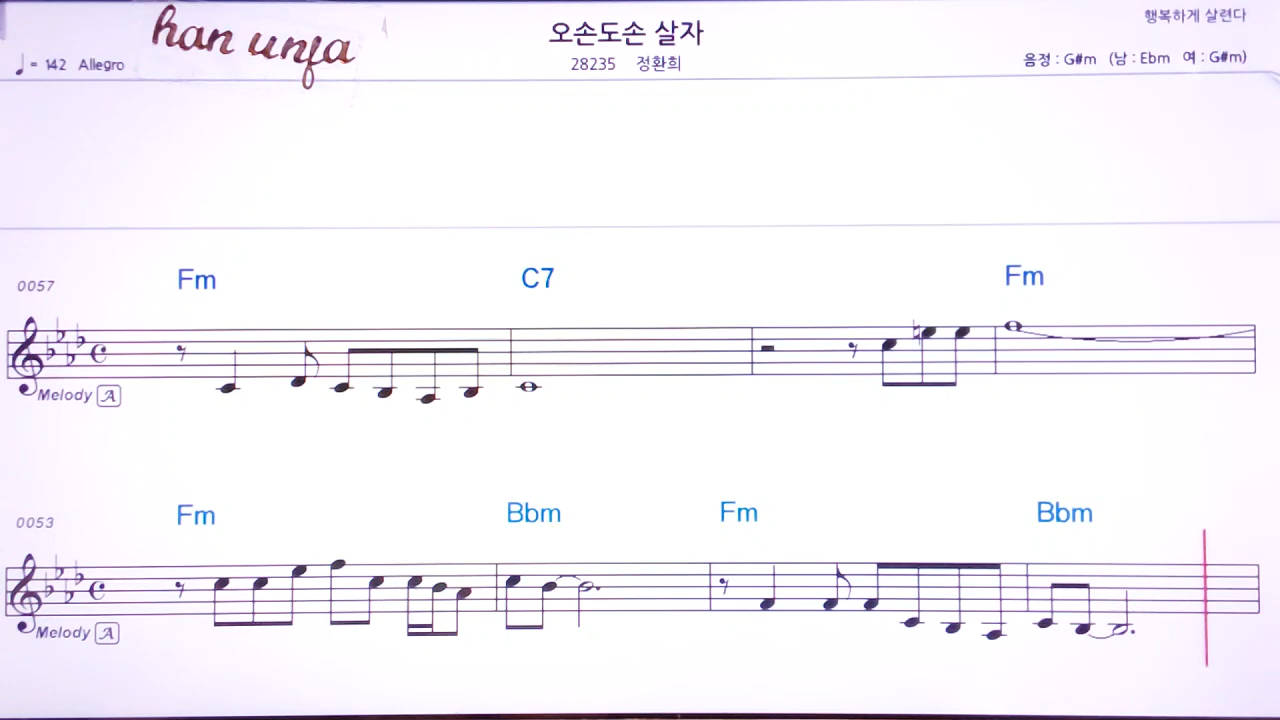 han unfa
오손도손 살자
행복하게 살련다
♩= 142 Allegro
28235 정환희
음정 : G#m (남 : Ebm 여 : G#m)
0057
Fm C7 Fm
Melody A
0053
Fm Bbm Fm Bbm
Melody A